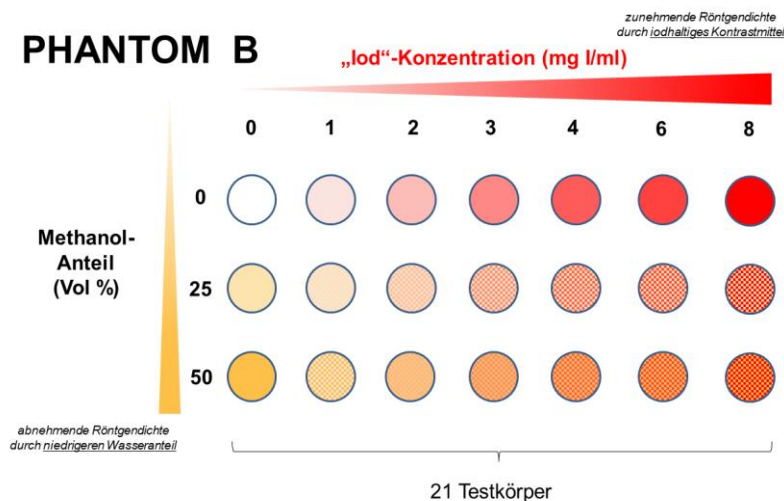 zunehmende Röntgendichte
durch iodhaltiges Kontrastmittel
PHANTOM B
„Iod“-Konzentration (mg I/ml)
0 1 2 3 4 6 8
0
Methanol-
Anteil
(Vol %)
25
50
abnehmende Röntgendichte
durch niedrigeren Wasseranteil
21 Testkörper